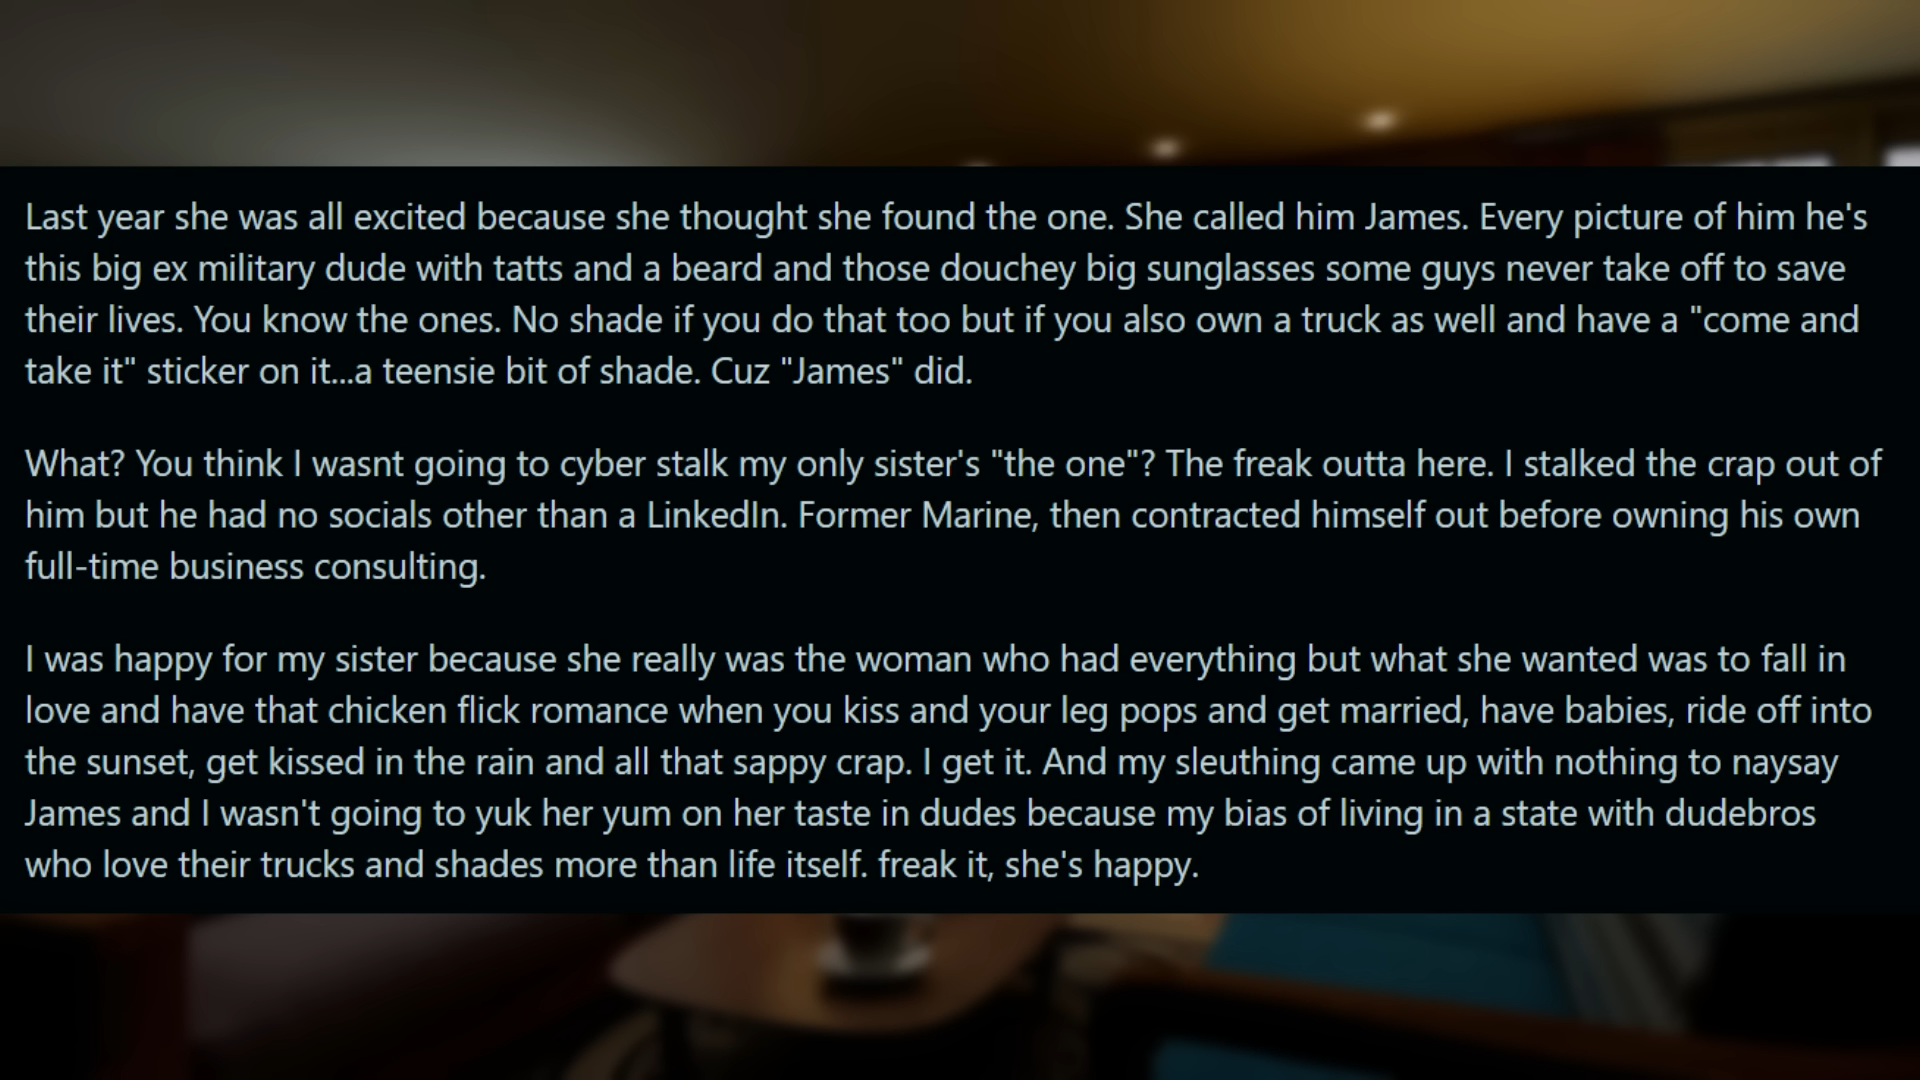 Last year she was all excited because she thought she found the one. She called him James. Every picture of him he's
this big ex military dude with tatts and a beard and those douchey big sunglasses some guys never take off to save
their lives. You know the ones. No shade if you do that too but if you also own a truck as well and have a "come and
take it" sticker on it...a teensie bit of shade. Cuz "James" did.
What? You think I wasnt going to cyber stalk my only sister's "the one"? The freak outta here. I stalked the crap out of
him but he had no socials other than a LinkedIn. Former Marine, then contracted himself out before owning his own
full-time business consulting.
I was happy for my sister because she really was the woman who had everything but what she wanted was to fall in
love and have that chicken flick romance when you kiss and your leg pops and get married, have babies, ride off into
the sunset, get kissed in the rain and all that sappy crap. I get it. And my sleuthing came up with nothing to naysay
James and I wasn't going to yuk her yum on her taste in dudes because my bias of living in a state with dudebros
who love their trucks and shades more than life itself. freak it, she's happy.